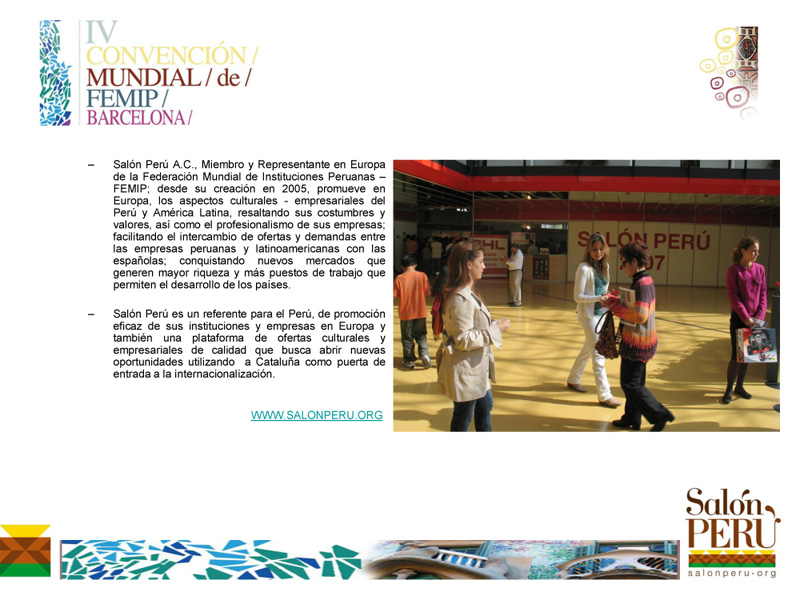 IV
CONVENCIÓN /
MUNDIAL / de /
FEMIP /
BARCELONA /
– Salón Perú A.C., Miembro y Representante en Europa
de la Federación Mundial de Instituciones Peruanas –
FEMIP; desde su creación en 2005, promueve en
Europa, los aspectos culturales - empresariales del
Perú y América Latina, resaltando sus costumbres y
valores, así como el profesionalismo de sus empresas;
facilitando el intercambio de ofertas y demandas entre
las empresas peruanas y latinoamericanas con las
españolas; conquistando nuevos mercados que
generen mayor riqueza y más puestos de trabajo que
permiten el desarrollo de los países.
– Salón Perú es un referente para el Perú, de promoción
eficaz de sus instituciones y empresas en Europa y
también una plataforma de ofertas culturales y
empresariales de calidad que busca abrir nuevas
oportunidades utilizando a Cataluña como puerta de
entrada a la internacionalización.
WWW.SALONPERU.ORG
SALÓN PERÚ
07
Salón
PERÚ
salonperu.org